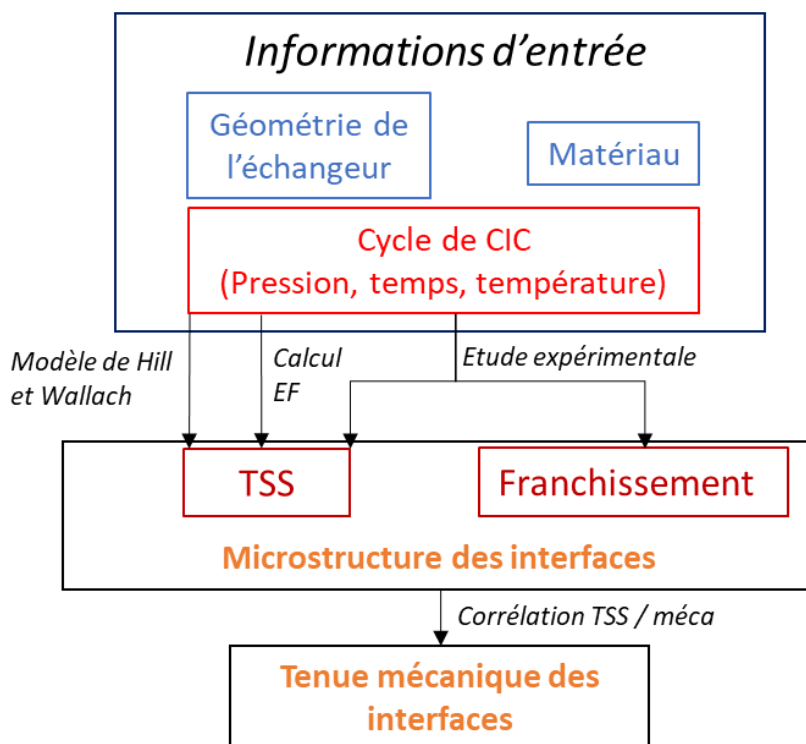 Informations d'entrée
Géométrie de
l'échangeur
Matériau
Cycle de CIC
(Pression, temps, température)
Modèle de Hill
et Wallach
Calcul
EF
Etude expérimentale
TSS
Franchissement
Microstructure des interfaces
Corrélation TSS / méca
Tenue mécanique des
interfaces